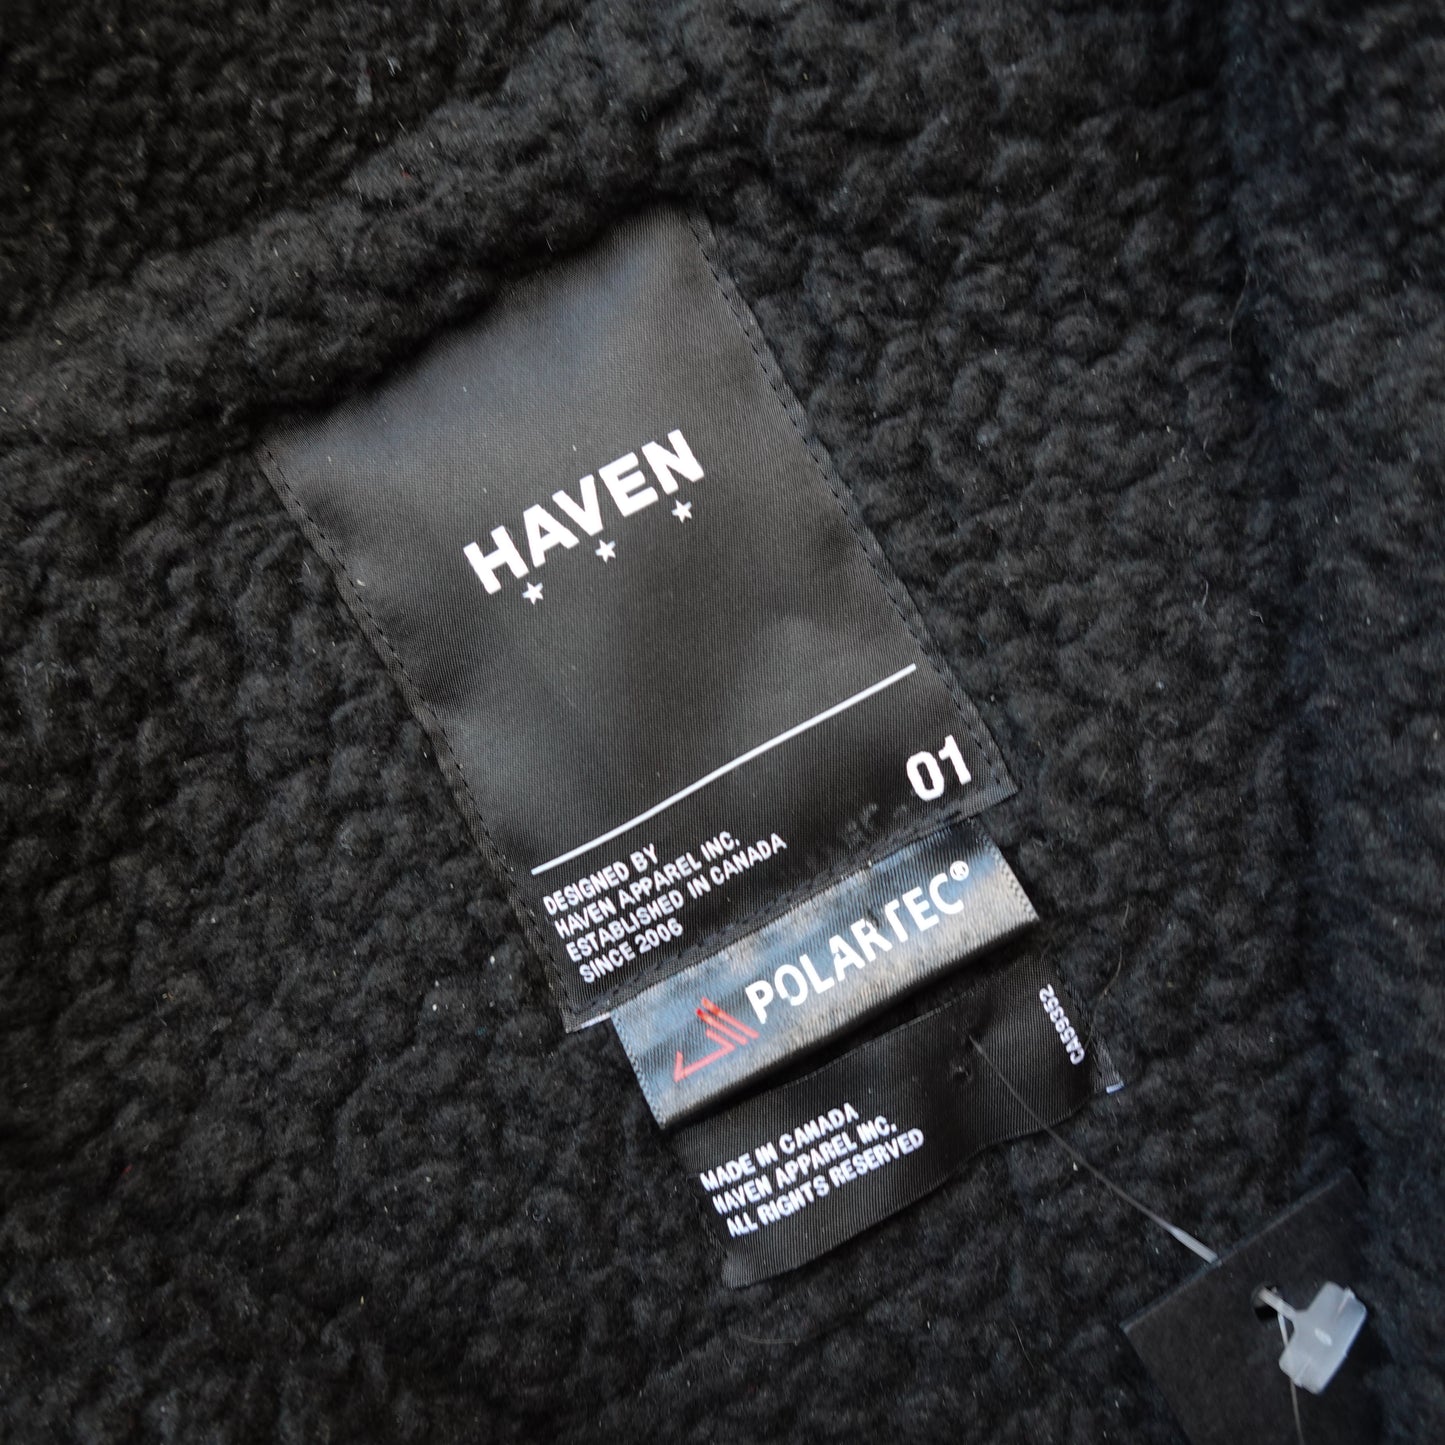 HAVEN
01
DESIGNED BY
HAVEN APPAREL INC.
ESTABLISHED IN CANADA
SINCE 2006
POLARTEC®
CA59352
MADE IN CANADA
HAVEN APPAREL INC.
ALL RIGHTS RESERVED